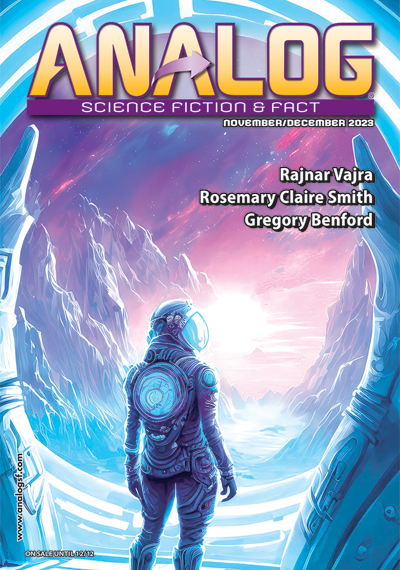 ANALOG
SCIENCE FICTION & FACT
NOVEMBER/DECEMBER 2023
Rajnar Vajra
Rosemary Claire Smith
Gregory Benford
www.analogsf.com
ON SALE UNTIL 12/12